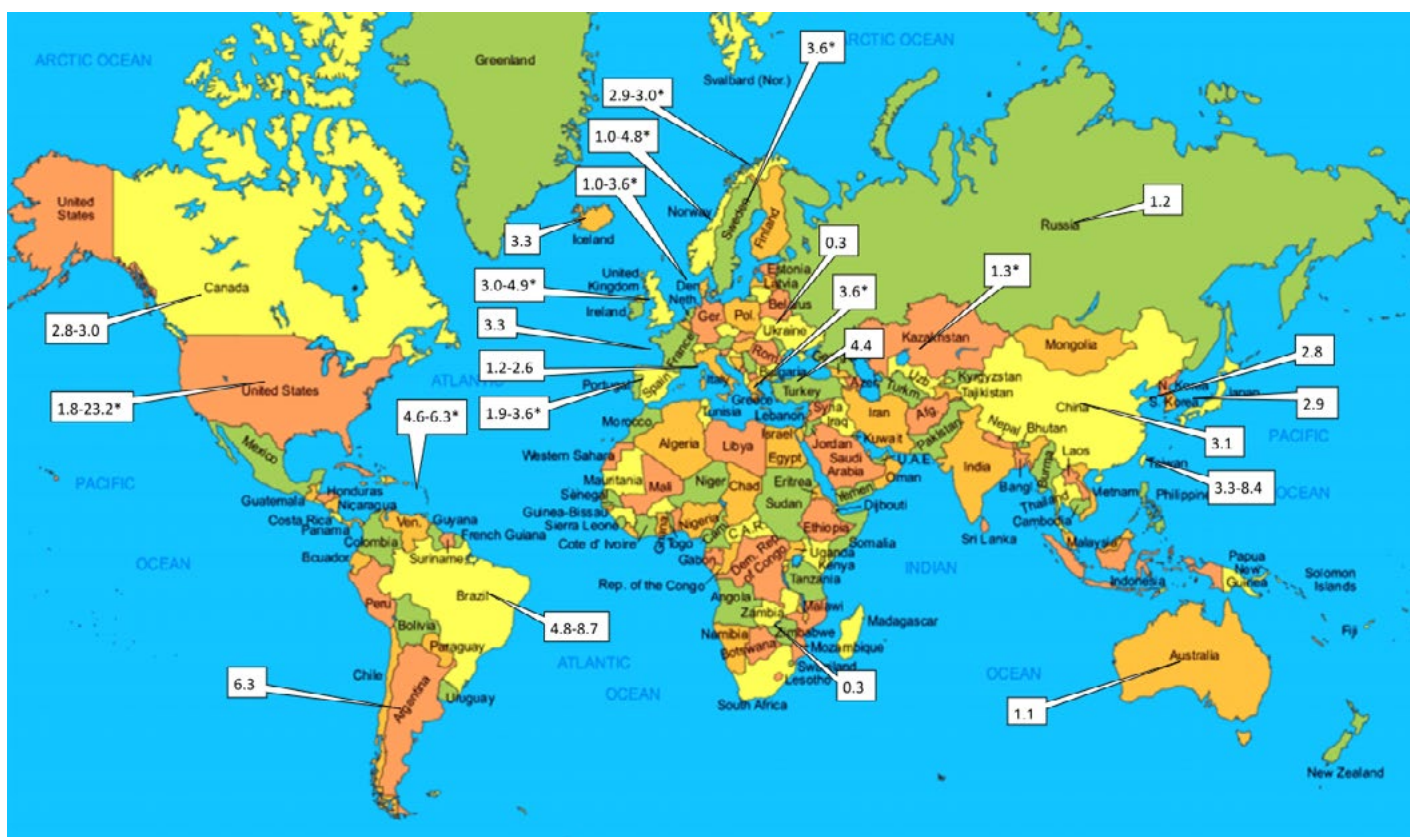 ARCTIC OCEAN
Greenland
Svalbard (Nor.)
3.6*
ARCTIC OCEAN
2.9-3.0*
1.0-4.8*
1.0-3.6*
United
States
Norway
Sweden
Finland
Russia
1.2
3.3
Iceland
0.3
Canada
United
Kingdom
Ireland
3.0-4.9*
Den
Neth.
Estonia
Latvia
Belarus
3.6*
1.3*
2.8-3.0
3.3
Ger.
Pol.
Ukraine
Kazakhstan
Mongolia
2.8
France
Rom.
4.4
1.2-2.6
United States
ATLANTIC
Portugal
Spain
Italy
Bulgaria
Greece
Turkey
Azer.
Uzb.
Turkm.
Kyrgyzstan
Tajikistan
China
N. Korea
S. Korea
Japan
2.9
1.8-23.2*
4.6-6.3*
1.9-3.6*
Morocco
Tunisia
Lebanon
Syria
Iraq
Iran
Afg.
Pakistan
Nepal
Bhutan
3.1
PACIFIC
Mexico
Algeria
Libya
Israel
Egypt
Jordan
Kuwait
Saudi
Arabia
U.A.E.
Oman
India
Bangl.
Burma
Laos
Taiwan
3.3-8.4
Western Sahara
PACIFIC
Mauritania
Mali
Niger
Chad
Sudan
Eritrea
Yemen
Djibouti
Thailand
Vietnam
Philippine
OCEAN
Guatemala
Honduras
Nicaragua
Costa Rica
Panama
Senegal
Guinea-Bissau
Sierra Leone
Cote d' Ivoire
Ghana
Togo
Nigeria
Cam.
C.A.R.
Ethiopia
Somalia
Sri Lanka
Cambodia
Malaysia
Ven.
Guyana
French Guiana
Suriname
Colombia
Ecuador
OCEAN
Gabon
Rep. of the Congo
Dem. Rep.
of Congo
Uganda
Kenya
Tanzania
INDIAN
Indonesia
Papua
New
Guinea
Solomon
Islands
Peru
Brazil
4.8-8.7
Angola
Zambia
Malawi
Madagascar
Bolivia
Paraguay
Namibia
Botswana
Zimbabwe
Mozambique
Swaziland
Lesotho
South Africa
0.3
Fiji
Chile
6.3
Argantina
Uruguay
ATLANTIC
OCEAN
OCEAN
Australia
1.1
New Zealand